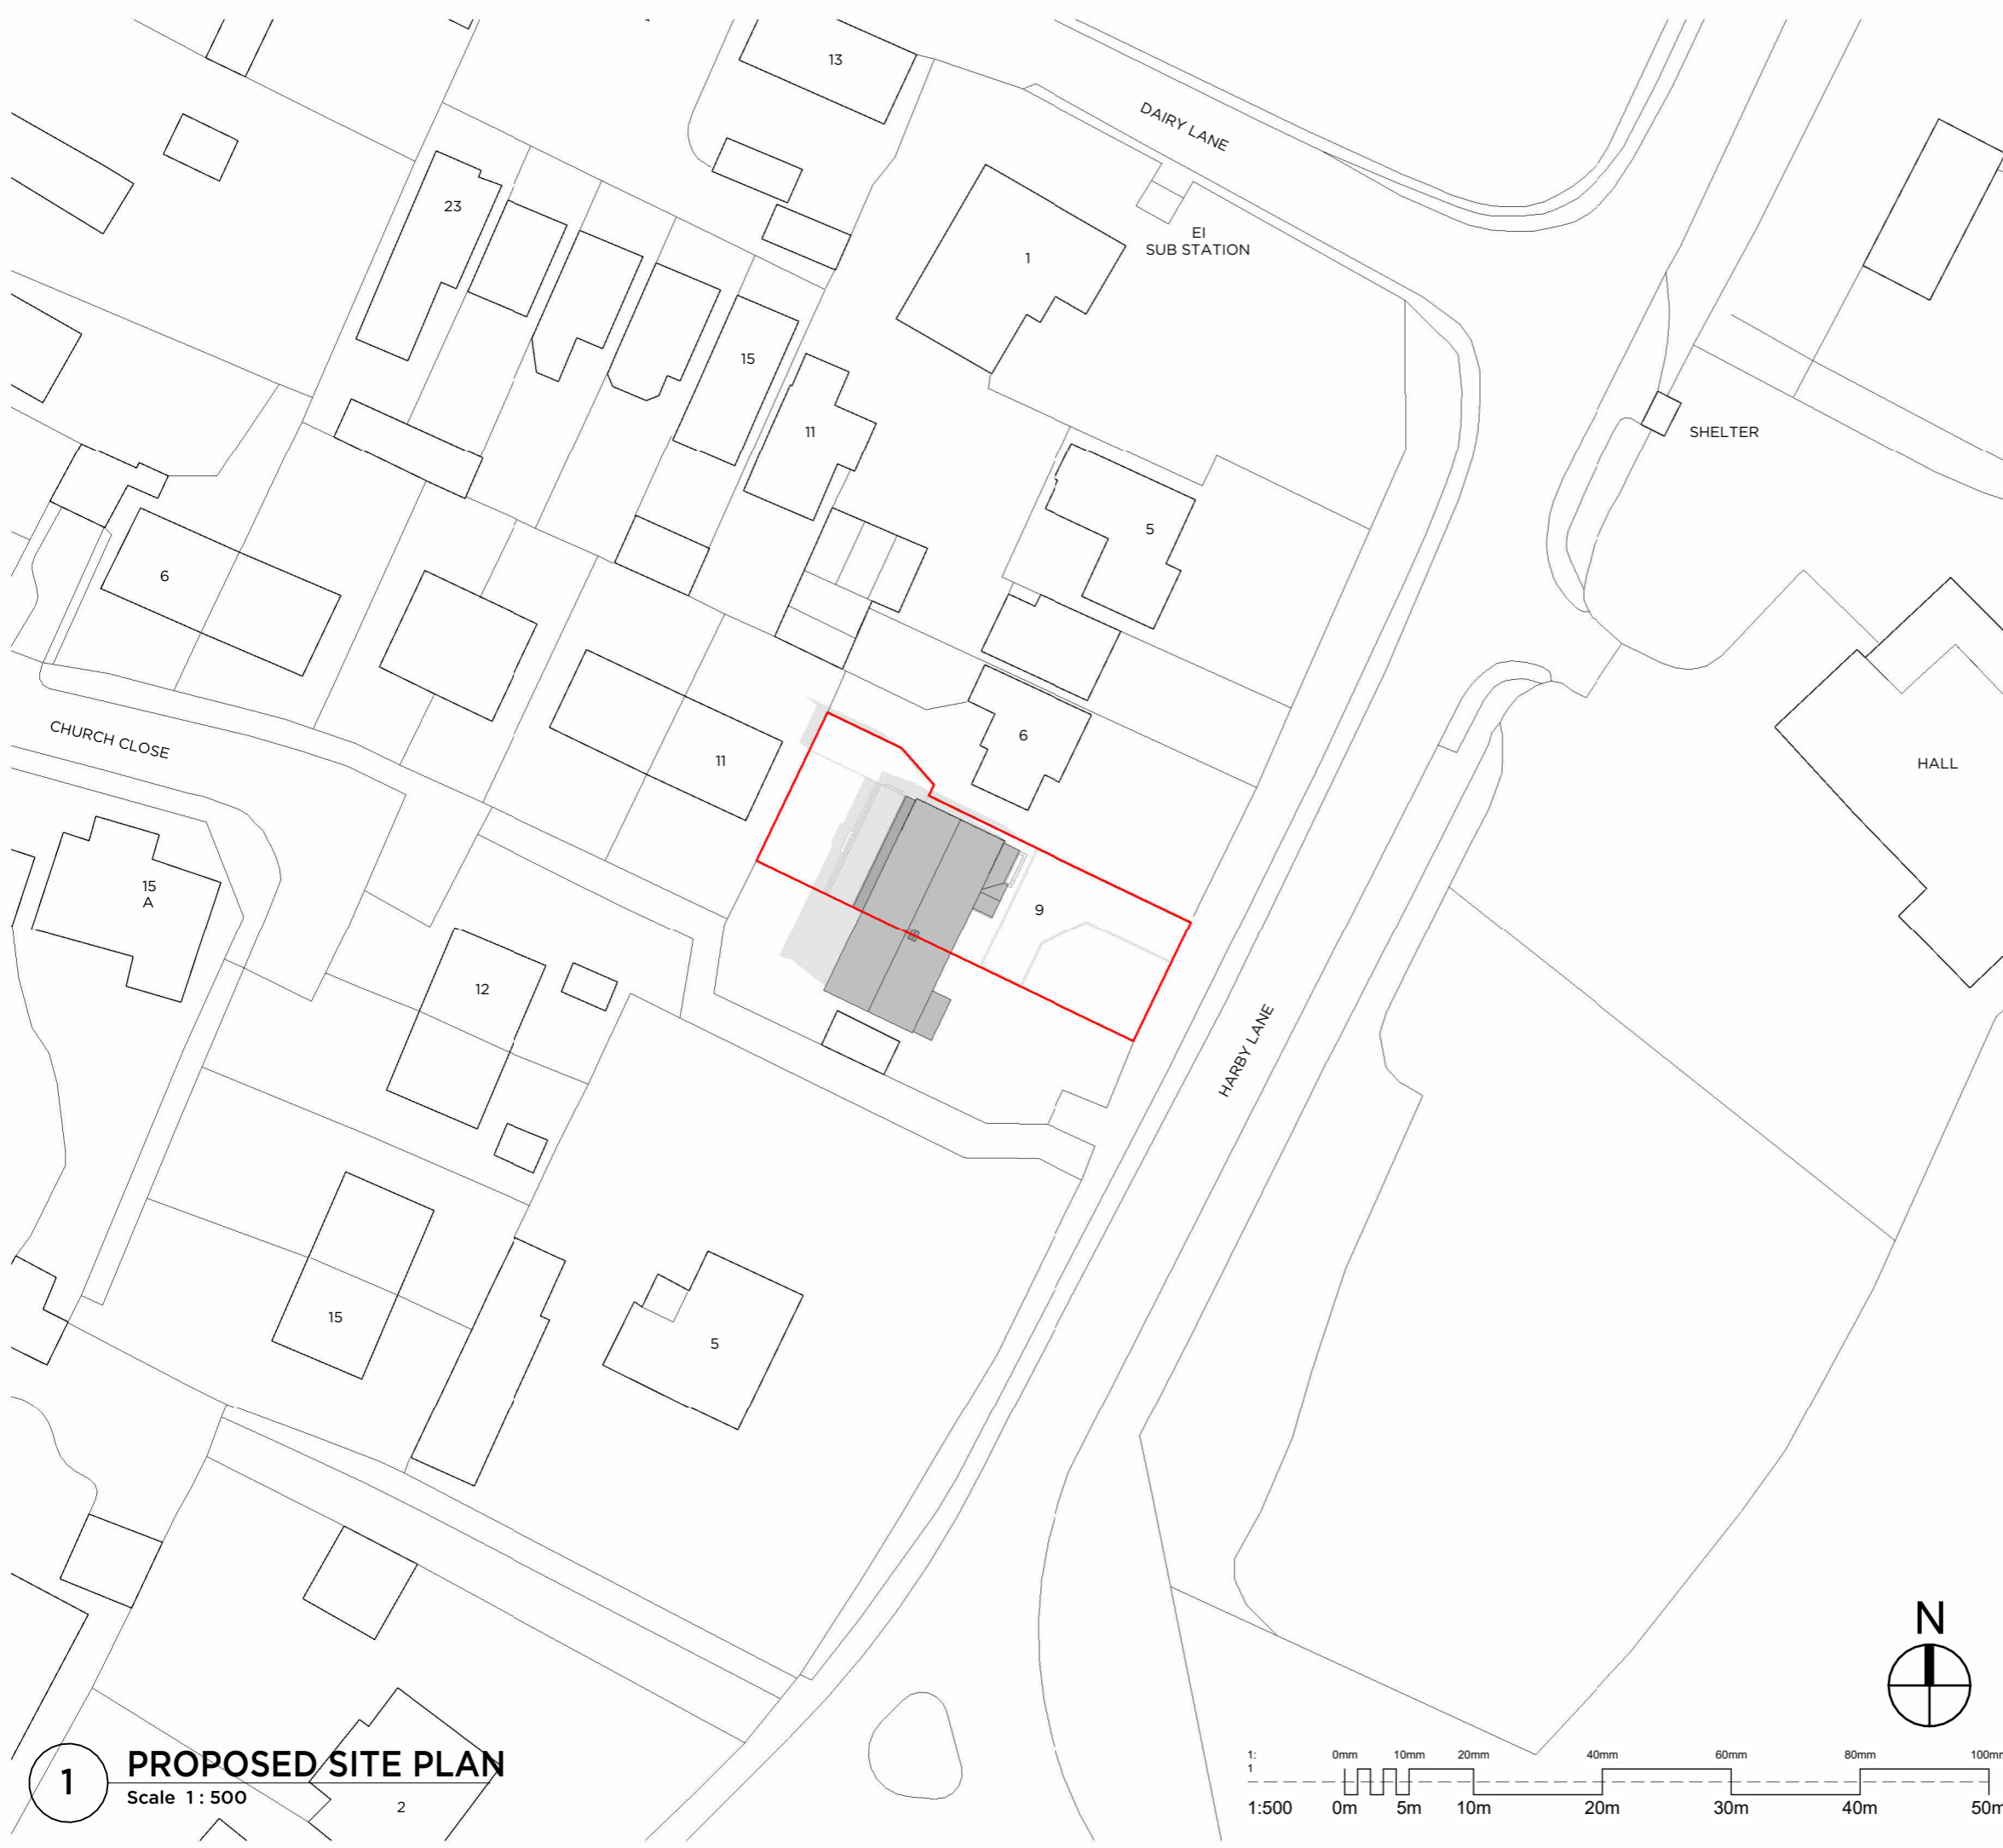 13
DAIRY LANE
23
EI
SUB STATION
1
15
11
SHELTER
5
6
CHURCH CLOSE
11
6
HALL
15
A
9
12
HARBY LANE
15
5
N
1
PROPOSED SITE PLAN
Scale 1 : 500
2
1: 0mm 10mm 20mm 40mm 60mm 80mm 100mm
1
1:500 0m 5m 10m 20m 30m 40m 50m